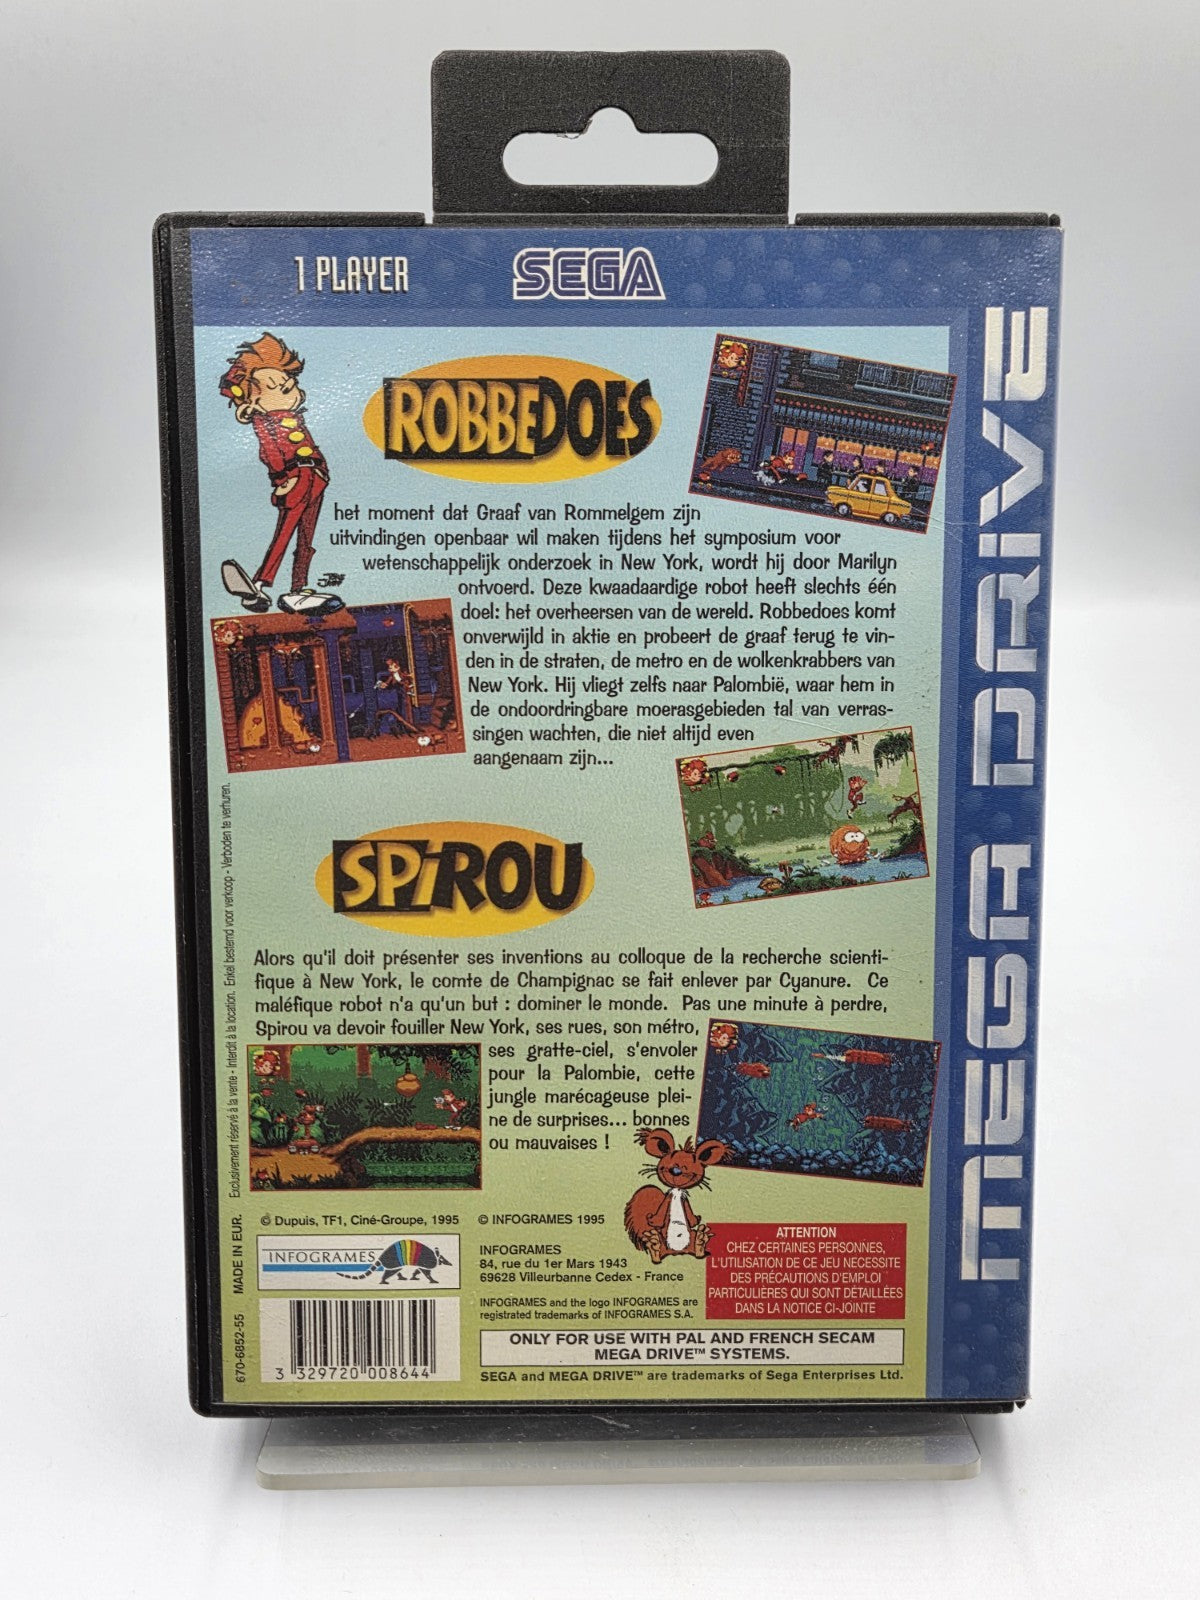 1 PLAYER
SEGA
MEGA DRIVE
ROBBEDOES
het moment dat Graaf van Rommelgem zijn
uitvindingen openbaar wil maken tijdens het symposium voor
wetenschappelijk onderzoek in New York, wordt hij door Marilyn
ontvoerd. Deze kwaadaardige robot heeft slechts één
doel: het overheersen van de wereld. Robbedoes komt
onverwijld in aktie en probeert de graaf terug te vin-
den in de straten, de metro en de wolkenkrabbers van
New York. Hij vliegt zelfs naar Palombië, waar hem in
de ondoordringbare moerasgebieden tal van verras-
singen wachten, die niet altijd even
aangenaam zijn...
SPiROU
Alors qu'il doit présenter ses inventions au colloque de la recherche scienti-
fique à New York, le comte de Champignac se fait enlever par Cyanure. Ce
maléfique robot n'a qu'un but : dominer le monde. Pas une minute à perdre,
Spirou va devoir fouiller New York, ses rues, son métro,
ses gratte-ciel, s'envoler
pour la Palombie, cette
jungle marécageuse plei-
ne de surprises... bonnes
ou mauvaises !
Exclusivement réservé à la vente - Interdit à la location. Enkel bestemd voor verkoop - Verboden te verhuren.
MADE IN EUR.
670-6852-55
© Dupuis, TF1, Ciné-Groupe, 1995
© INFOGRAMES 1995
INFOGRAMES
INFOGRAMES
84, rue du 1er Mars 1943
69628 Villeurbanne Cedex - France
INFOGRAMES and the logo INFOGRAMES are
registrated trademarks of INFOGRAMES S.A.
ATTENTION
CHEZ CERTAINES PERSONNES,
L'UTILISATION DE CE JEU NECESSITE
DES PRÉCAUTIONS D'EMPLOI
PARTICULIÈRES QUI SONT DÉTAILLÉES
DANS LA NOTICE CI-JOINTE
3 329720 008644
ONLY FOR USE WITH PAL AND FRENCH SECAM
MEGA DRIVE™ SYSTEMS.
SEGA and MEGA DRIVE™ are trademarks of Sega Enterprises Ltd.